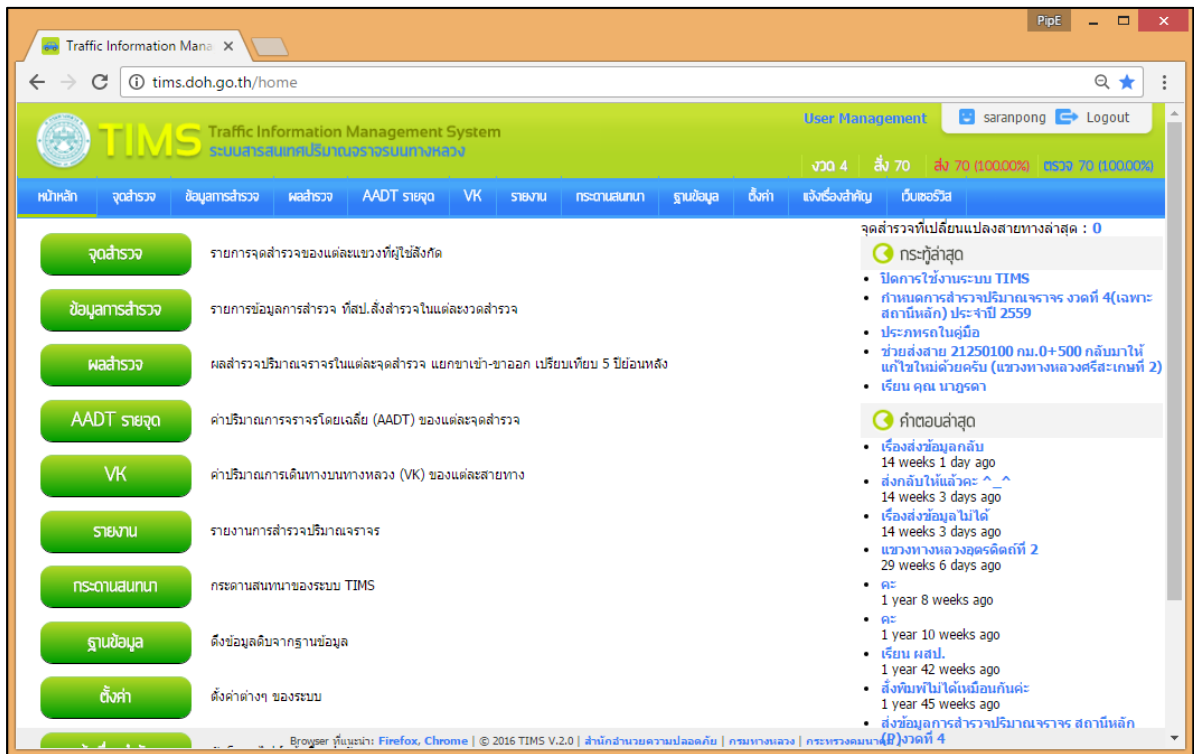 PipE
Traffic Information Mana
tims.doh.go.th/home
User Management saranpong Logout
TIMS Traffic Information Management System
ระบบสารสนเทศปริมาณจราจรบนทางหลวง
งวด 4 สั่ง 70 ส่ง 70 (100.00%) ตรวจ 70 (100.00%)
หน้าหลัก จุดสำรวจ ข้อมูลการสำรวจ ผลสำรวจ AADT รายจุด VK รายงาน กระดานสนทนา ฐานข้อมูล ตั้งค่า แจ้งเรื่องสำคัญ เว็บเซอร์วิส
จุดสำรวจ รายการจุดสำรวจของแต่ละแขวงที่ผู้ใช้สังกัด
ข้อมูลการสำรวจ รายการข้อมูลการสำรวจ ที่สป.สั่งสำรวจในแต่ละงวดสำรวจ
ผลสำรวจ ผลสำรวจปริมาณจราจรในแต่ละจุดสำรวจ แยกขาเข้า-ขาออก เปรียบเทียบ 5 ปีย้อนหลัง
AADT รายจุด ค่าปริมาณการจราจรโดยเฉลี่ย (AADT) ของแต่ละจุดสำรวจ
VK ค่าปริมาณการเดินทางบนทางหลวง (VK) ของแต่ละสายทาง
รายงาน รายงานการสำรวจปริมาณจราจร
กระดานสนทนา กระดานสนทนาของระบบ TIMS
ฐานข้อมูล ดึงข้อมูลดิบจากฐานข้อมูล
ตั้งค่า ตั้งค่าต่างๆ ของระบบ
จุดสำรวจที่เปลี่ยนแปลงสายทางล่าสุด : 0
กระทู้ล่าสุด
ปิดการใช้งานระบบ TIMS
กำหนดการสำรวจปริมาณจราจร งวดที่ 4(เฉพาะ
สถานีหลัก) ประจำปี 2559
ประภทรถในคู่มือ
ช่วยส่งสาย 21250100 กม.0+500 กลับมาให้
แก้ไขใหม่ด้วยครับ (แขวงทางหลวงศรีสะเกษที่ 2)
เรียน คุณ นาฎรดา
คำตอบล่าสุด
เรื่องส่งข้อมูลกลับ
14 weeks 1 day ago
ส่งกลับให้แล้วคะ ^_^
14 weeks 3 days ago
เรื่องส่งข้อมูลไม่ได้
14 weeks 3 days ago
แขวงทางหลวงอุตรดิตถ์ที่ 2
29 weeks 6 days ago
คะ
1 year 8 weeks ago
คะ
1 year 10 weeks ago
เรียน ผสป.
1 year 42 weeks ago
สั่งพิมพ์ไม่ได้เหมือนกันค่ะ
1 year 45 weeks ago
ส่งข้อมูลการสำรวจปริมาณจราจร สถานีหลัก
(P)งวดที่ 4
Browser ที่แนะนำ: Firefox, Chrome | © 2016 TIMS V.2.0 | สำนักอำนวยความปลอดภัย | กรมทางหลวง | กระทรวงคมนาคม